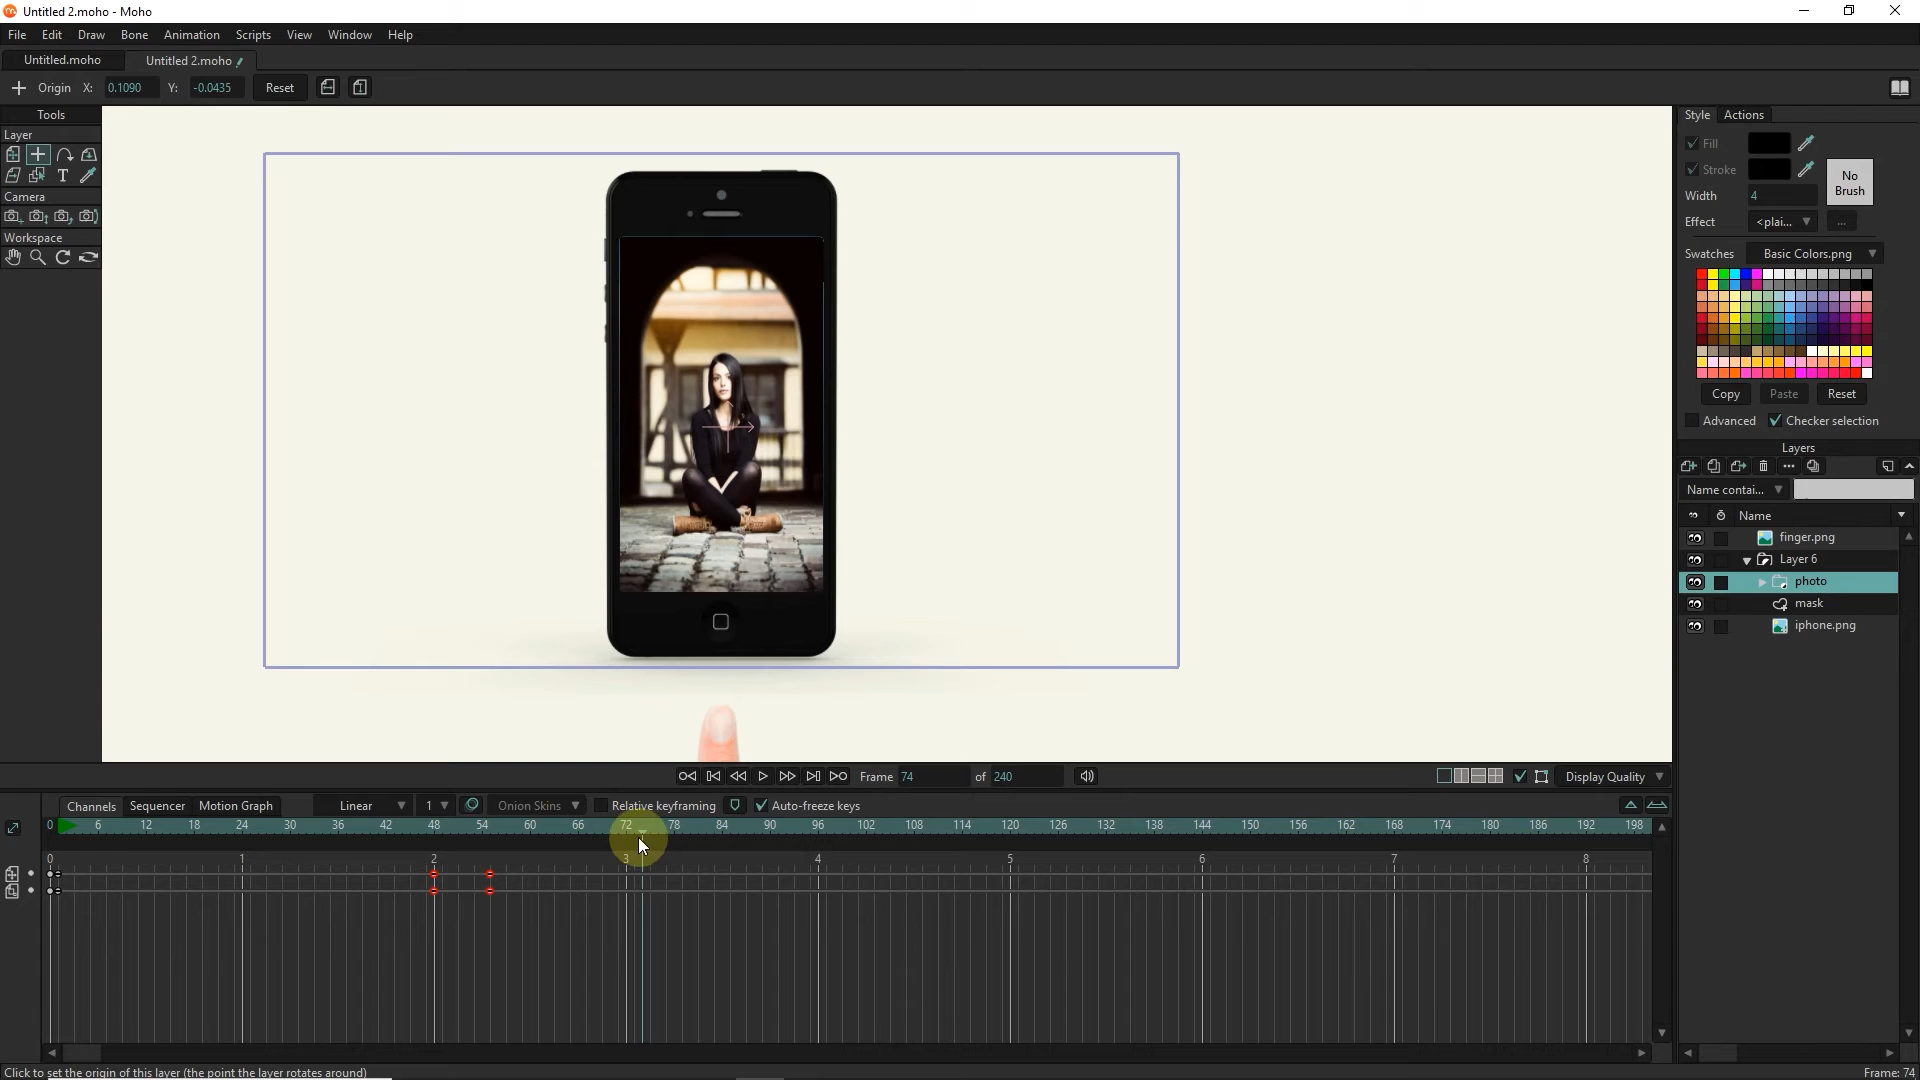 Untitled 2.moho - Moho
File Edit Draw Bone Animation Scripts View Window Help
Untitled.moho Untitled 2.moho
Origin X: 0.1090 Y: -0.0435 Reset
Tools
Layer
T
Camera
Workspace
Style Actions
Fill
Stroke
No Brush
Width 4
Effect <plai... ...
Swatches Basic Colors.png
Copy Paste Reset
Advanced Checker selection
Layers
Name contai...
Name
finger.png
Layer 6
photo
mask
iphone.png
Frame 74 of 240
Display Quality
Channels Sequencer Motion Graph Linear 1 Onion Skins Relative keyframing Auto-freeze keys
0 6 12 18 24 30 36 42 48 54 60 66 72 78 84 90 96 102 108 114 120 126 132 138 144 150 156 162 168 174 180 186 192 198
0 1 2 3 4 5 6 7 8
Click to set the origin of this layer (the point the layer rotates around)
Frame: 74